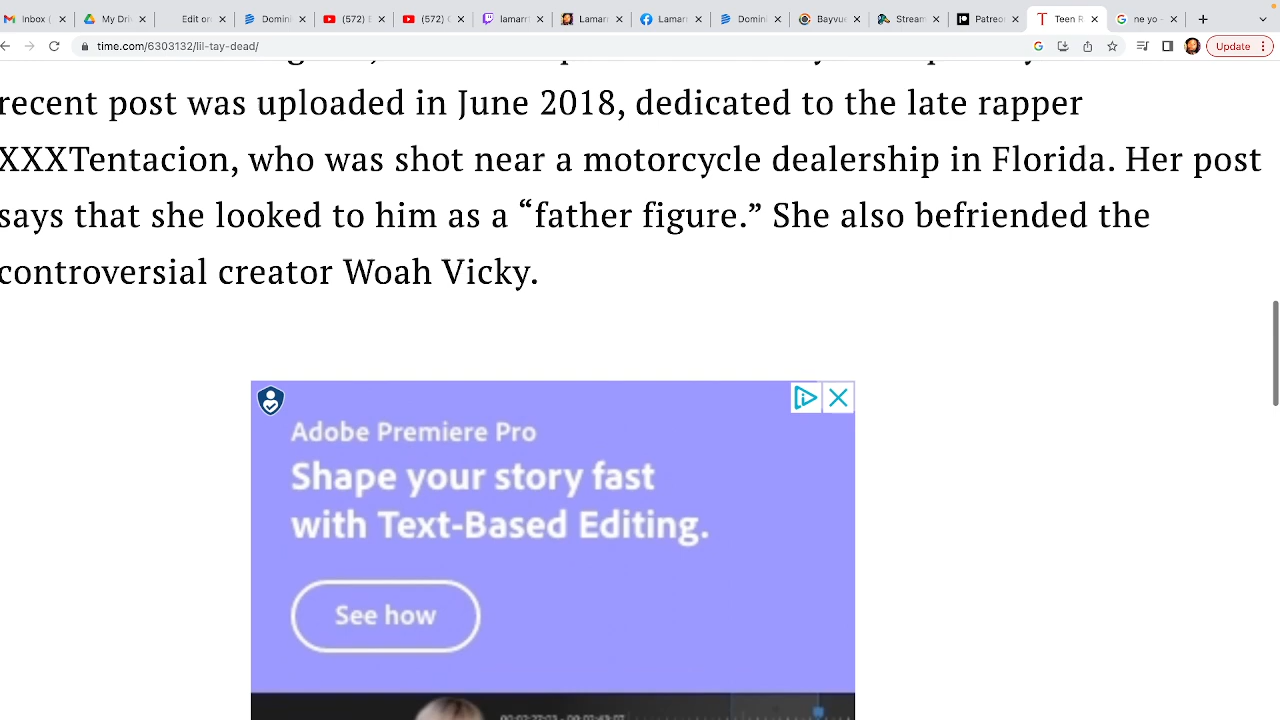 Inbox (
My Dri
Edit on
Domin
(572) E
(572) (
lamarr
Lamar
Lamar
Domin
Bayvue
Stream
Patreo
Teen R
ne yo -
time.com/6303132/lil-tay-dead/
Update
recent post was uploaded in June 2018, dedicated to the late rapper
XXXTentacion, who was shot near a motorcycle dealership in Florida. Her post
says that she looked to him as a “father figure.” She also befriended the
controversial creator Woah Vicky.
Adobe Premiere Pro
Shape your story fast
with Text-Based Editing.
See how